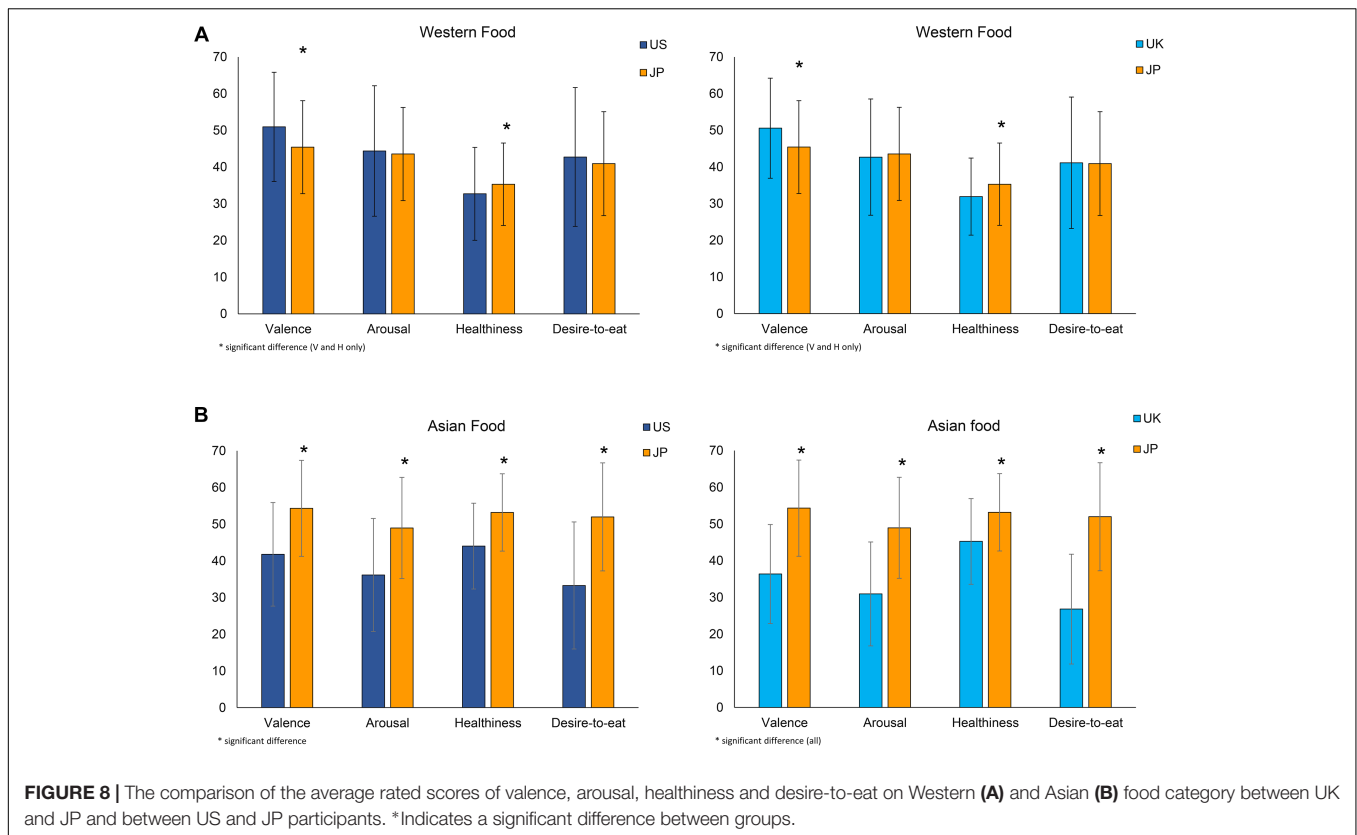 A
Western Food
US
JP
*
*
70
60
50
40
30
20
10
0
Valence
Arousal
Healthiness
Desire-to-eat
* significant difference (V and H only)
Western Food
UK
JP
*
*
70
60
50
40
30
20
10
0
Valence
Arousal
Healthiness
Desire-to-eat
* significant difference (V and H only)
B
Asian Food
US
JP
*
*
*
*
70
60
50
40
30
20
10
0
Valence
Arousal
Healthiness
Desire-to-eat
* significant difference
Asian food
UK
JP
*
*
*
*
70
60
50
40
30
20
10
0
Valence
Arousal
Healthiness
Desire-to-eat
* significant difference (all)
FIGURE 8 | The comparison of the average rated scores of valence, arousal, healthiness and desire-to-eat on Western (A) and Asian (B) food category between UK
and JP and between US and JP participants. *Indicates a significant difference between groups.